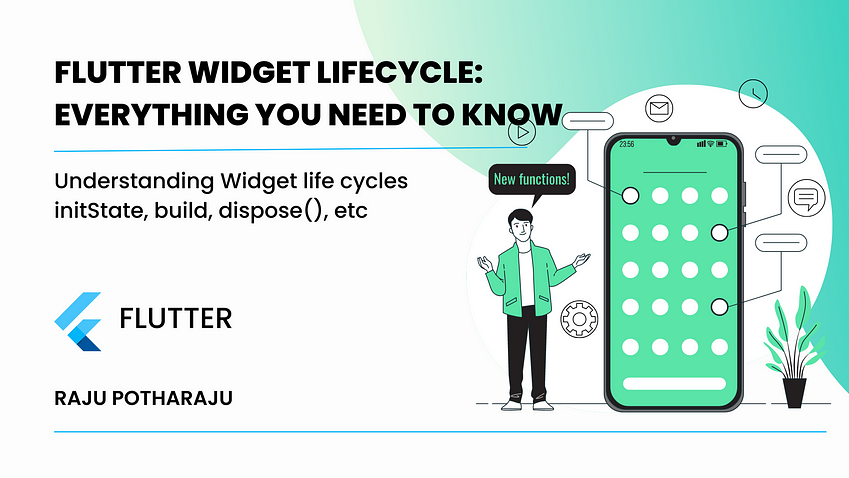 FLUTTER WIDGET LIFECYCLE:
EVERYTHING YOU NEED TO KNOW
Understanding Widget life cycles
initState, build, dispose(), etc
New functions!
23:56
FLUTTER
RAJU POTHARAJU